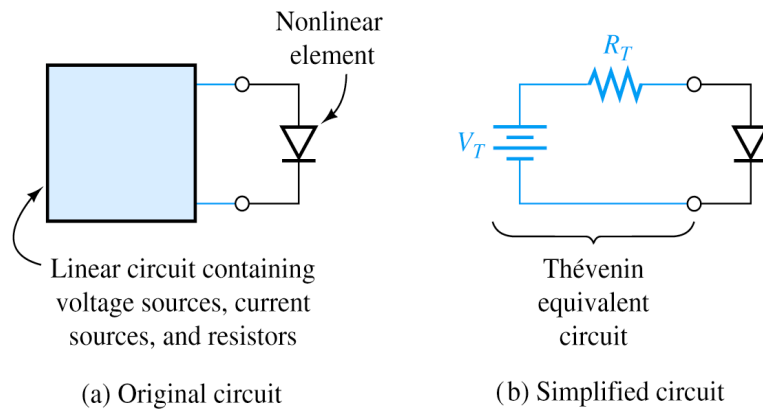 Nonlinear
element
R_T
V_T
Linear circuit containing
voltage sources, current
sources, and resistors
Thévenin
equivalent
circuit
(a) Original circuit
(b) Simplified circuit